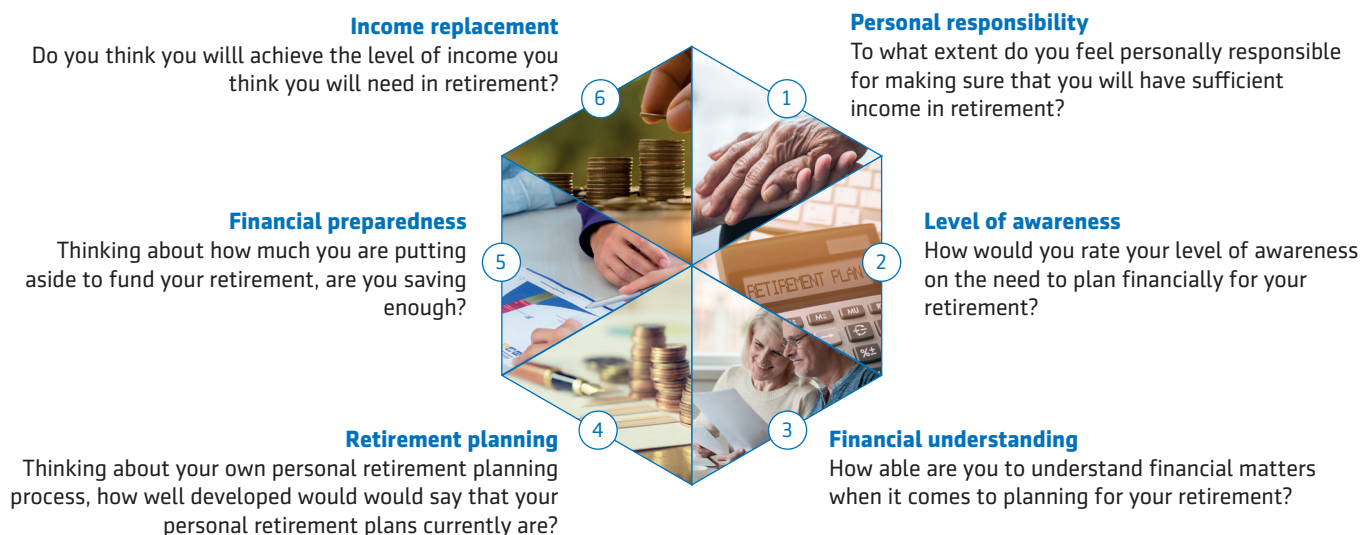 Income replacement
Do you think you willl achieve the level of income you
think you will need in retirement?
6
Personal responsibility
To what extent do you feel personally responsible
for making sure that you will have sufficient
income in retirement?
1
Financial preparedness
Thinking about how much you are putting
aside to fund your retirement, are you saving
enough?
5
Level of awareness
How would you rate your level of awareness
on the need to plan financially for your
retirement?
2
RETIREMENT PLAN
MU
%±
Retirement planning
Thinking about your own personal retirement planning
process, how well developed would would say that your
personal retirement plans currently are?
4
Financial understanding
How able are you to understand financial matters
when it comes to planning for your retirement?
3